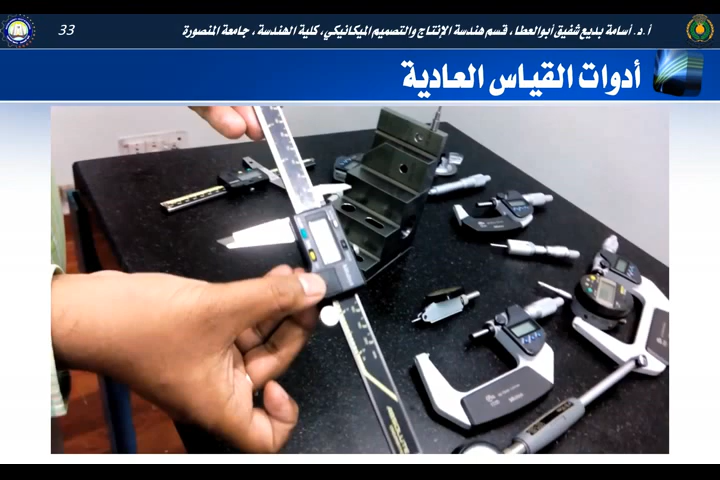 أ.د. أسامة بديع شفيق أبوالعطا ، قسم هندسة الإنتاج والتصميم الميكانيكي، كلية الهندسة ، جامعة المنصورة
33
أدوات القياس العادية